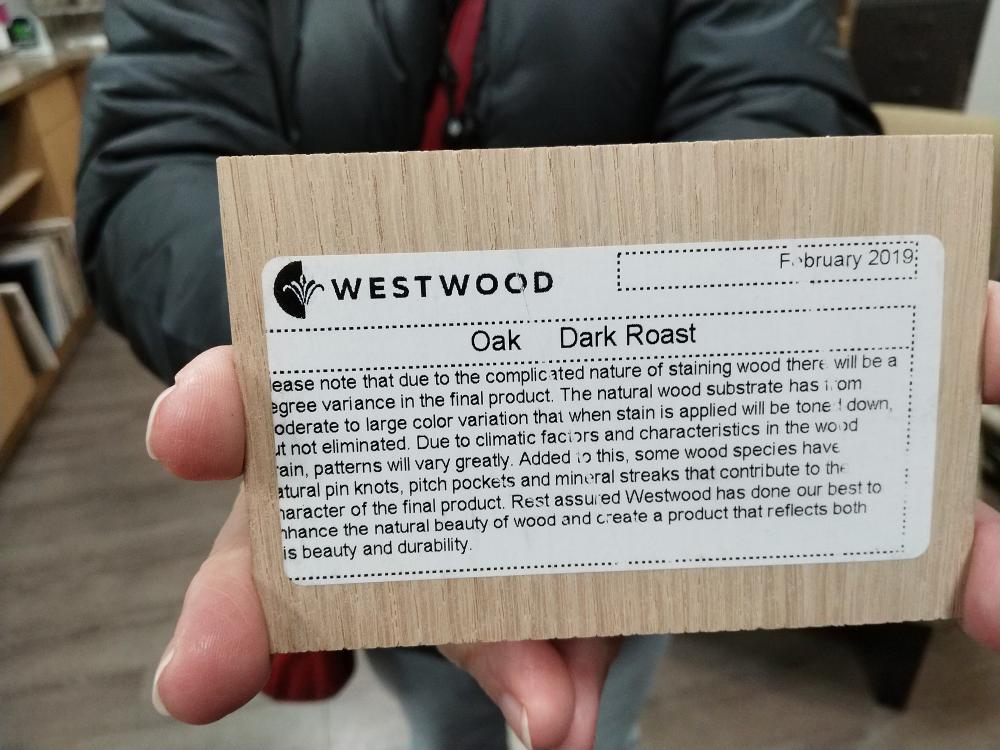 WESTWOOD
February 2019
Oak Dark Roast
ease note that due to the complicated nature of staining wood there will be a
egree variance in the final product. The natural wood substrate has from
oderate to large color variation that when stain is applied will be toned down,
ut not eliminated. Due to climatic factors and characteristics in the wood
rain, patterns will vary greatly. Added to this, some wood species have
atural pin knots, pitch pockets and mineral streaks that contribute to the
haracter of the final product. Rest assured Westwood has done our best to
nhance the natural beauty of wood and create a product that reflects both
is beauty and durability.